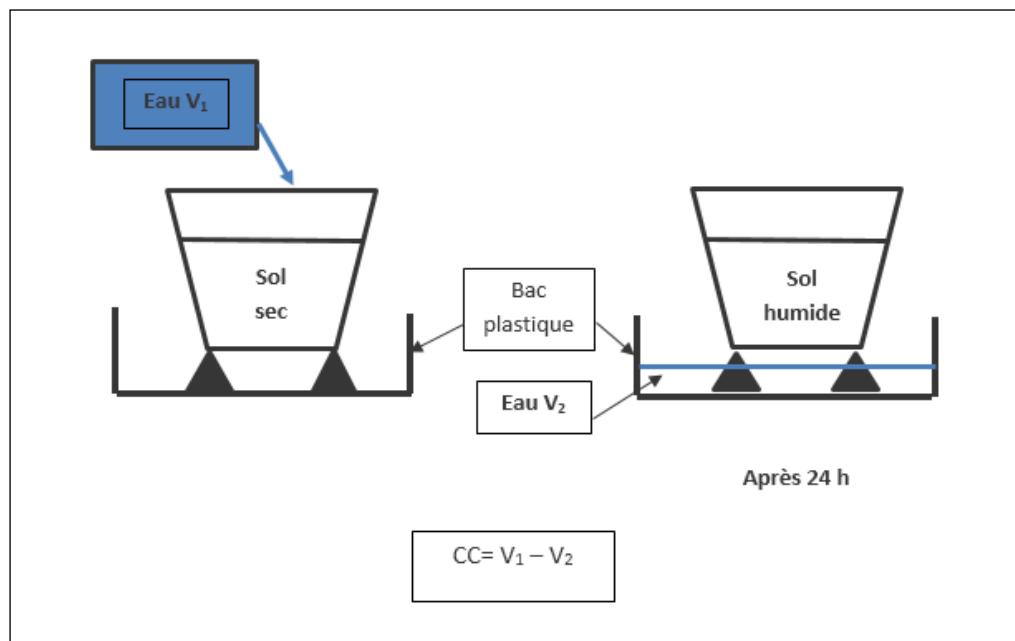 Eau V₁
Sol
sec
Bac
plastique
Sol
humide
Eau V₂
Après 24 h
CC= V₁ – V₂